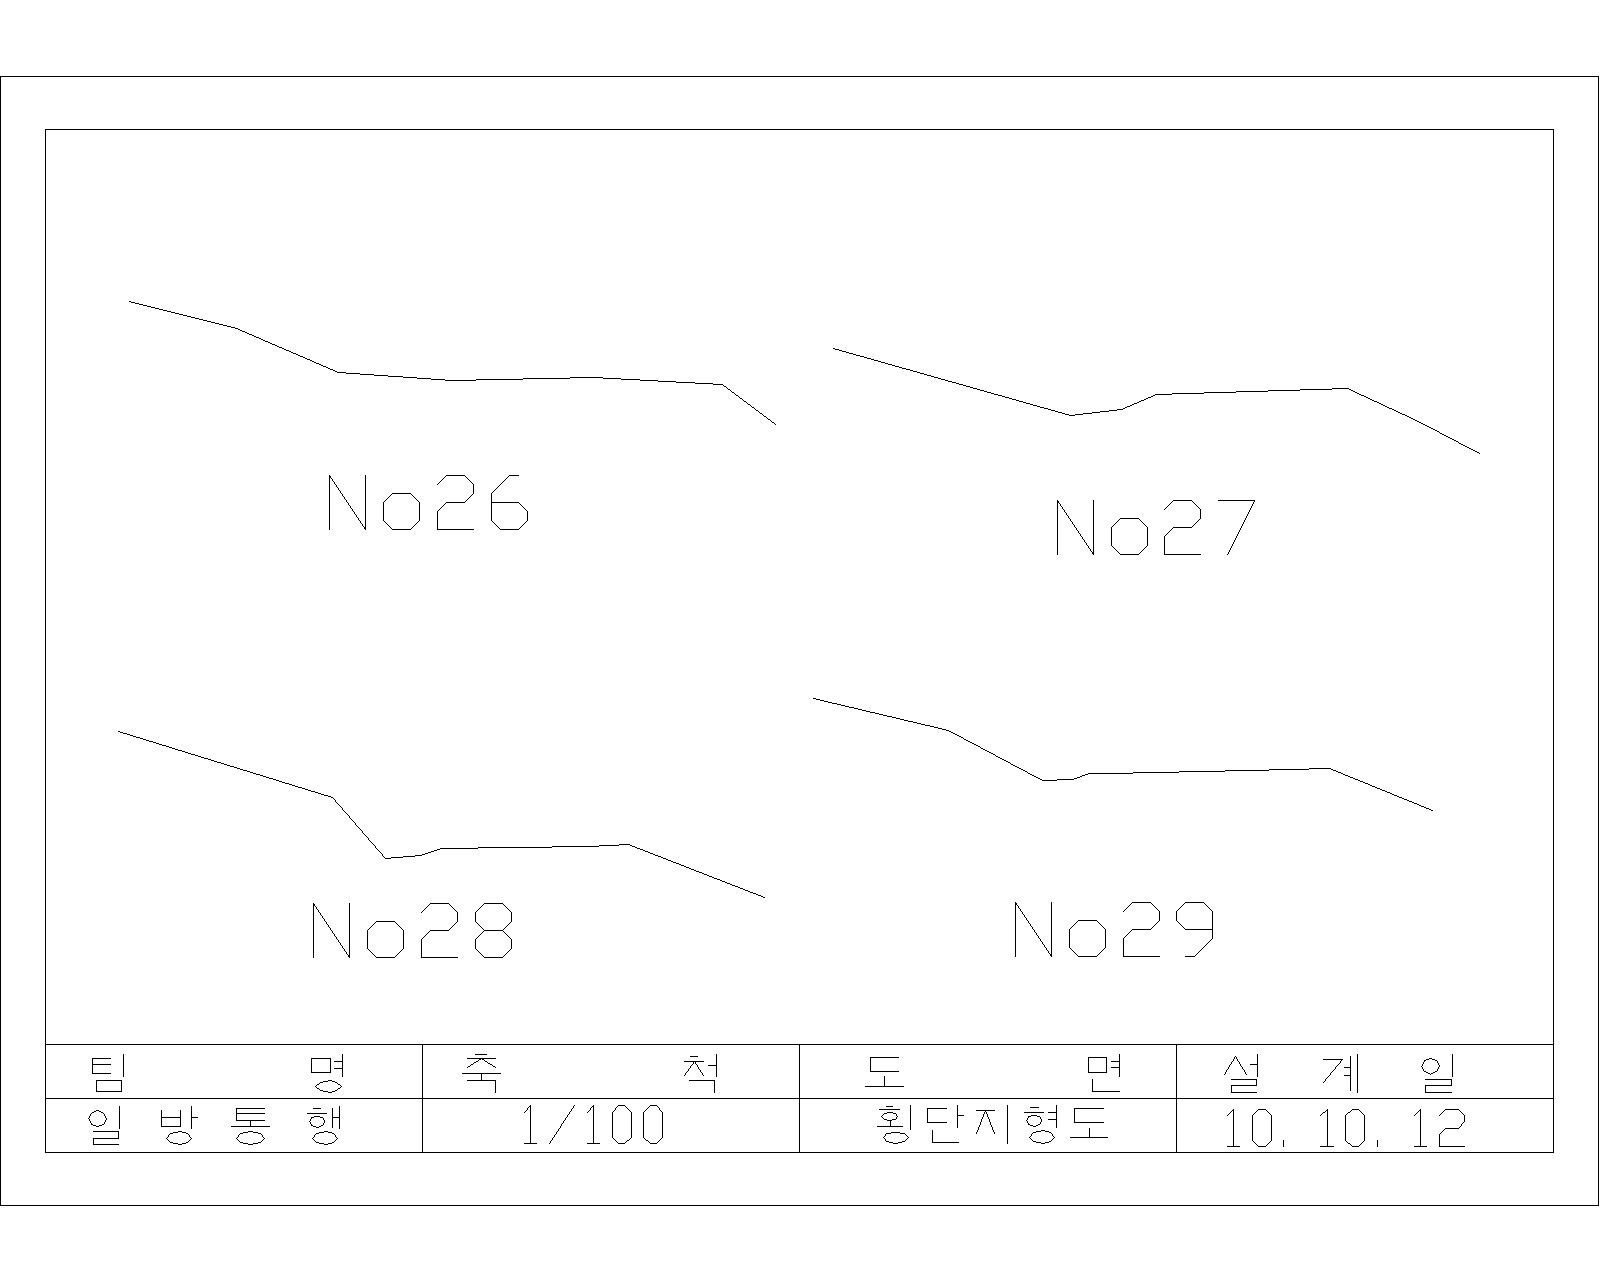 No26
No27
No28
No29
팀 명 축 척 도 면 설 계 일
일 방 통 행 1/100 횡단지형도 10. 10. 12